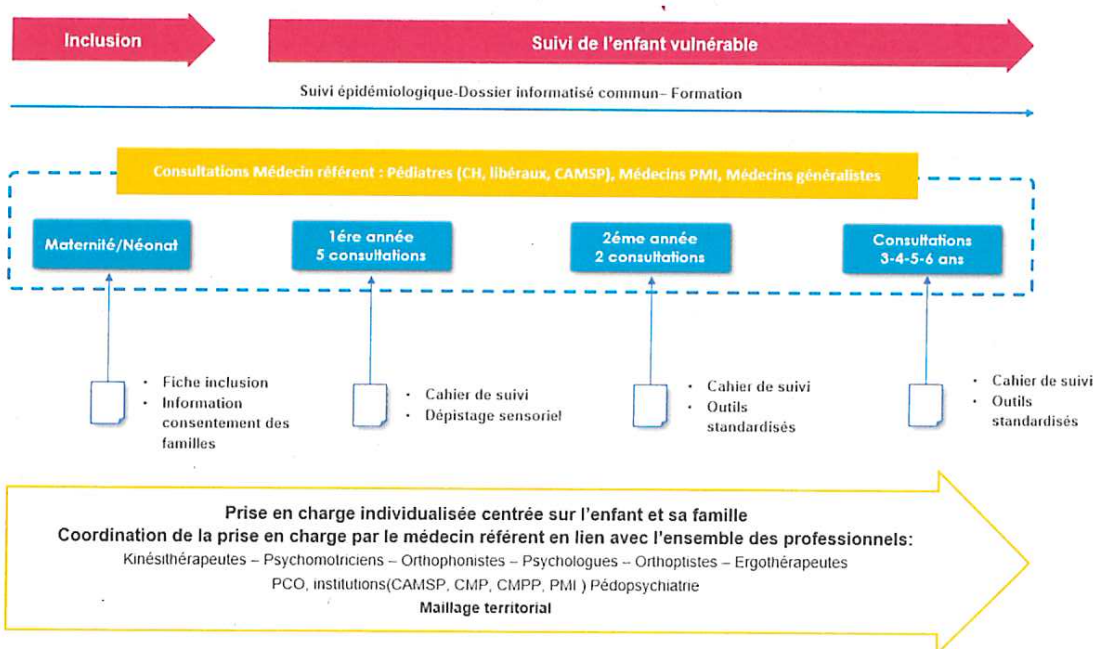 Inclusion
Suivi de l'enfant vulnérable
Suivi épidémiologique-Dossier informatisé commun– Formation
Consultations Médecin référent : Pédiatres (CH, libéraux, CAMSP), Médecins PMI, Médecins généralistes
Maternité/Néonat
1ére année
5 consultations
2éme année
2 consultations
Consultations
3-4-5-6 ans
• Fiche inclusion
• Information
consentement des
familles
• Cahier de suivi
• Dépistage sensoriel
• Cahier de suivi
• Outils
standardisés
• Cahier de suivi
• Outils
standardisés
Prise en charge individualisée centrée sur l'enfant et sa famille
Coordination de la prise en charge par le médecin référent en lien avec l'ensemble des professionnels:
Kinésithérapeutes – Psychomotriciens – Orthophonistes – Psychologues – Orthoptistes – Ergothérapeutes
PCO, institutions(CAMSP, CMP, CMPP, PMI ) Pédopsychiatrie
Maillage territorial